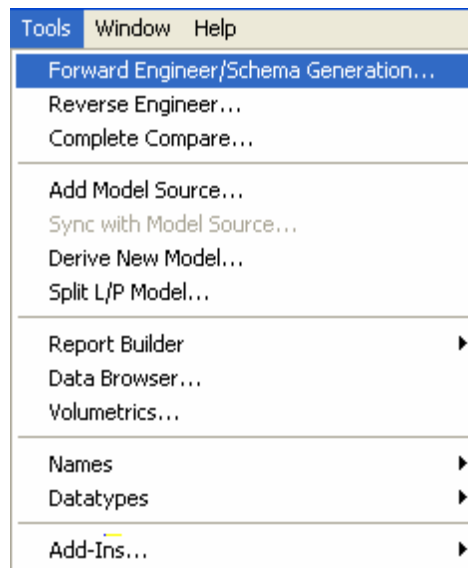 Tools Window Help
Forward Engineer/Schema Generation...
Reverse Engineer...
Complete Compare...
Add Model Source...
Sync with Model Source...
Derive New Model...
Split L/P Model...
Report Builder
Data Browser...
Volumetrics...
Names
Datatypes
Add-Ins...